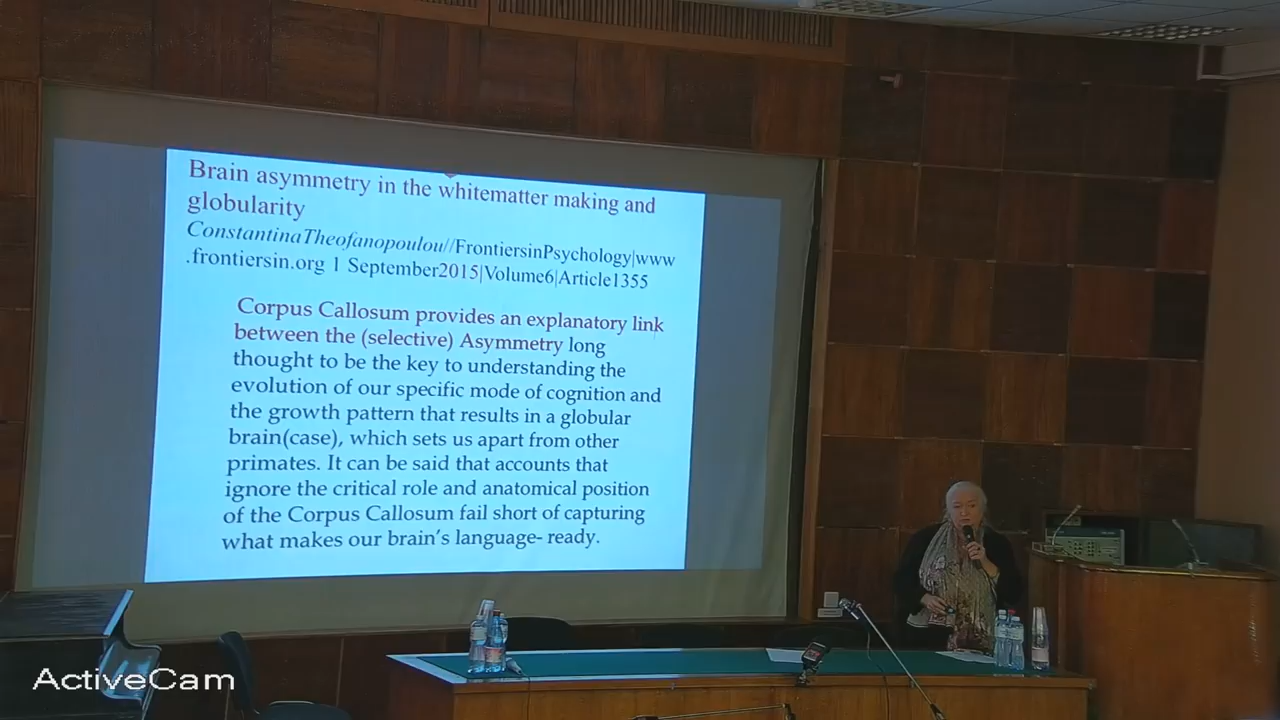 Brain asymmetry in the whitematter making and
globularity
ConstantinaTheofanopoulou//FrontiersinPsychology|www
.frontiersin.org 1 September2015|Volume6|Article1355
Corpus Callosum provides an explanatory link
between the (selective) Asymmetry long
thought to be the key to understanding the
evolution of our specific mode of cognition and
the growth pattern that results in a globular
brain(case), which sets us apart from other
primates. It can be said that accounts that
ignore the critical role and anatomical position
of the Corpus Callosum fail short of capturing
what makes our brain's language- ready.
ActiveCam